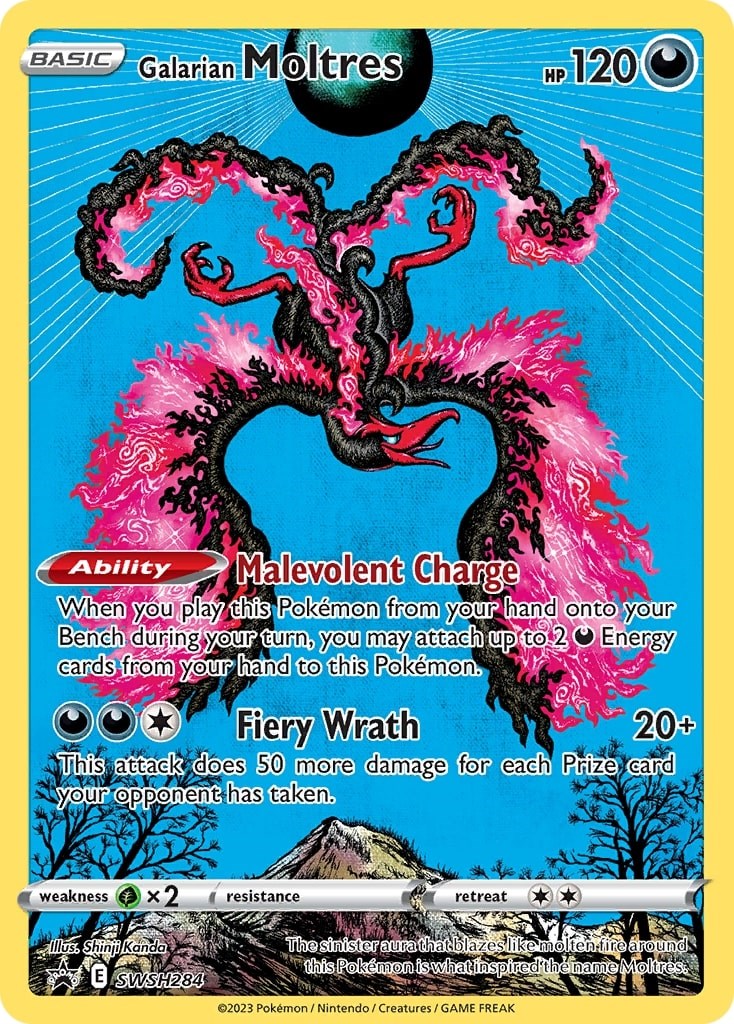 BASIC
Galarian Moltres
HP 120
Ability Malevolent Charge
When you play this Pokémon from your hand onto your
Bench during your turn, you may attach up to 2 Energy
cards from your hand to this Pokémon.
Fiery Wrath 20+
This attack does 50 more damage for each Prize card
your opponent has taken.
weakness ×2 resistance retreat
Illus. Shinji Kanda
The sinister aura that blazes like molten fire around
this Pokémon is what inspired the name Moltres.
PROMO E SWSH284
©2023 Pokémon / Nintendo / Creatures / GAME FREAK